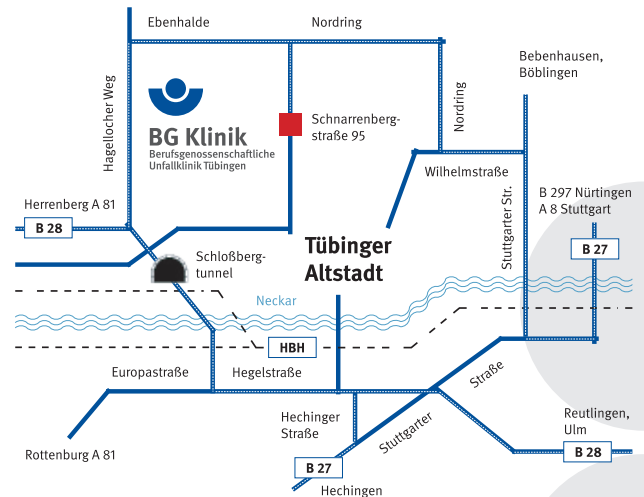 Ebenhalde
Nordring
Bebenhausen,
Böblingen
Hagellocher Weg
Nordring
BG Klinik
Berufsgenossenschaftliche
Unfallklinik Tübingen
Schnarrenberg-
straße 95
Wilhelmstraße
B 297 Nürtingen
A 8 Stuttgart
Herrenberg A 81
B 28
Stuttgarter Str.
B 27
Schloßberg-
tunnel
Tübinger
Altstadt
Neckar
HBH
Europastraße
Hegelstraße
Stuttgarter
Straße
Hechinger
Straße
Reutlingen,
Ulm
B 28
Rottenburg A 81
B 27
Hechingen